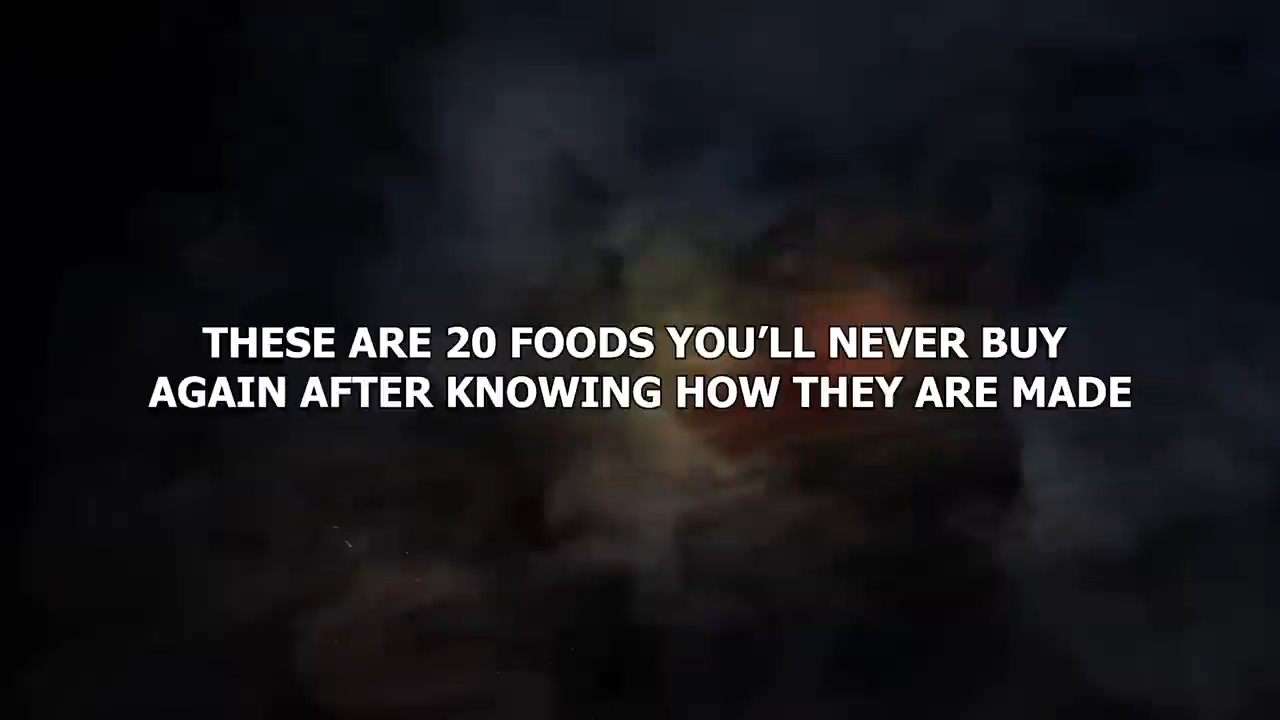 THESE ARE 20 FOODS YOU’LL NEVER BUY
AGAIN AFTER KNOWING HOW THEY ARE MADE